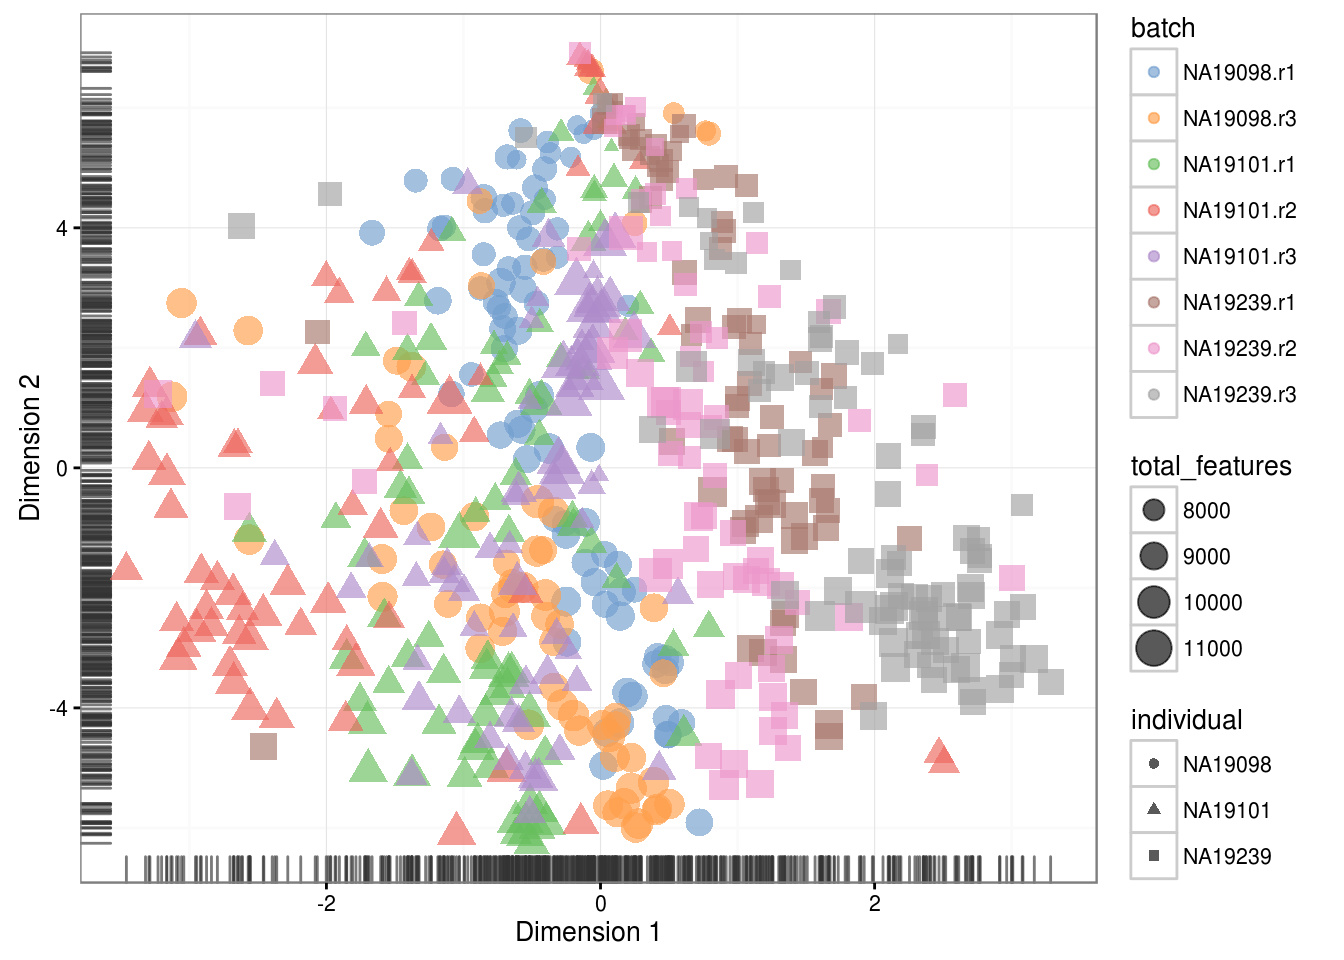 batch
NA19098.r1
NA19098.r3
NA19101.r1
NA19101.r2
NA19101.r3
NA19239.r1
NA19239.r2
NA19239.r3
total_features
8000
9000
10000
11000
individual
NA19098
NA19101
NA19239
Dimension 2
4
0
-4
-2
0
2
Dimension 1